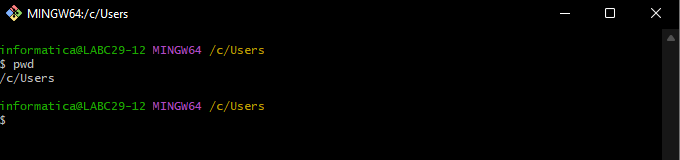 MINGW64:/c/Users
informatica@LABC29-12 MINGW64 /c/Users
$ pwd
/c/Users
informatica@LABC29-12 MINGW64 /c/Users
$